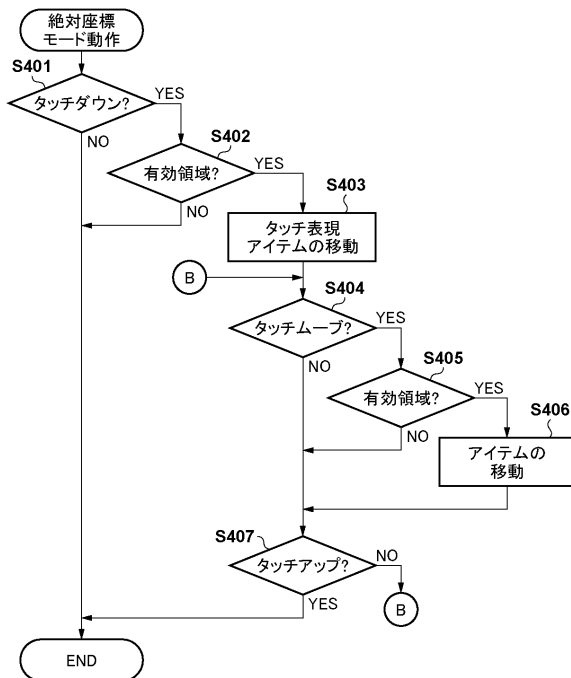 絶対座標
モード動作
S401
タッチダウン?
YES
NO
S402
有効領域?
YES
NO
S403
タッチ表現
アイテムの移動
B
S404
タッチムーブ?
YES
NO
S405
有効領域?
YES
NO
S406
アイテムの
移動
S407
タッチアップ?
NO
YES
B
END